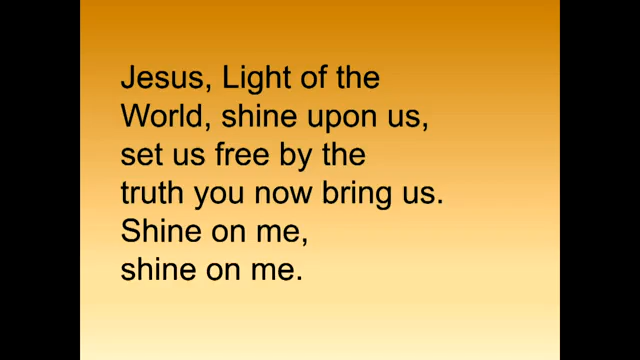 Jesus, Light of the
World, shine upon us,
set us free by the
truth you now bring us.
Shine on me,
shine on me.